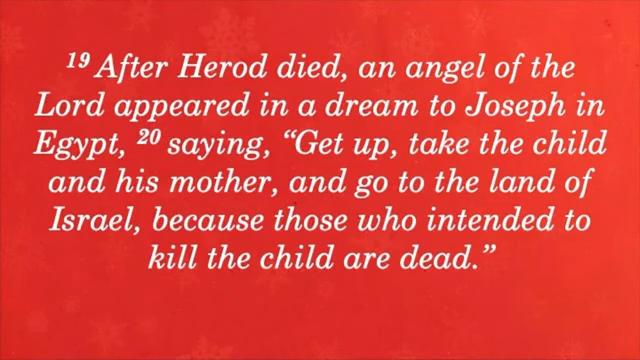 19 After Herod died, an angel of the
Lord appeared in a dream to Joseph in
Egypt, 20 saying, “Get up, take the child
and his mother, and go to the land of
Israel, because those who intended to
kill the child are dead.”